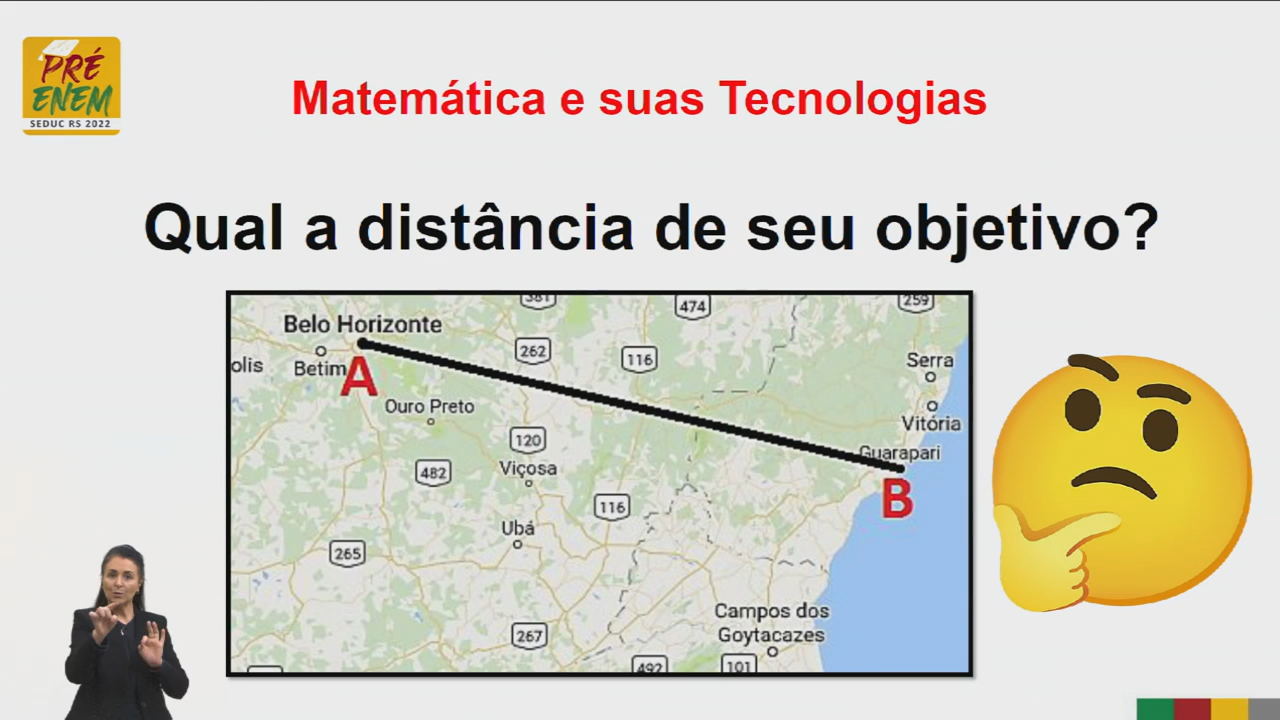 PRÉ
ENEM
SEDUC RS 2022
Matemática e suas Tecnologias
Qual a distância de seu objetivo?
381
474
259
Belo Horizonte
262
116
olis
Betim
A
Serra
Ouro Preto
Vitória
120
Guarapari
482
Viçosa
B
116
Ubá
265
Campos dos
Goytacazes
267
492
101